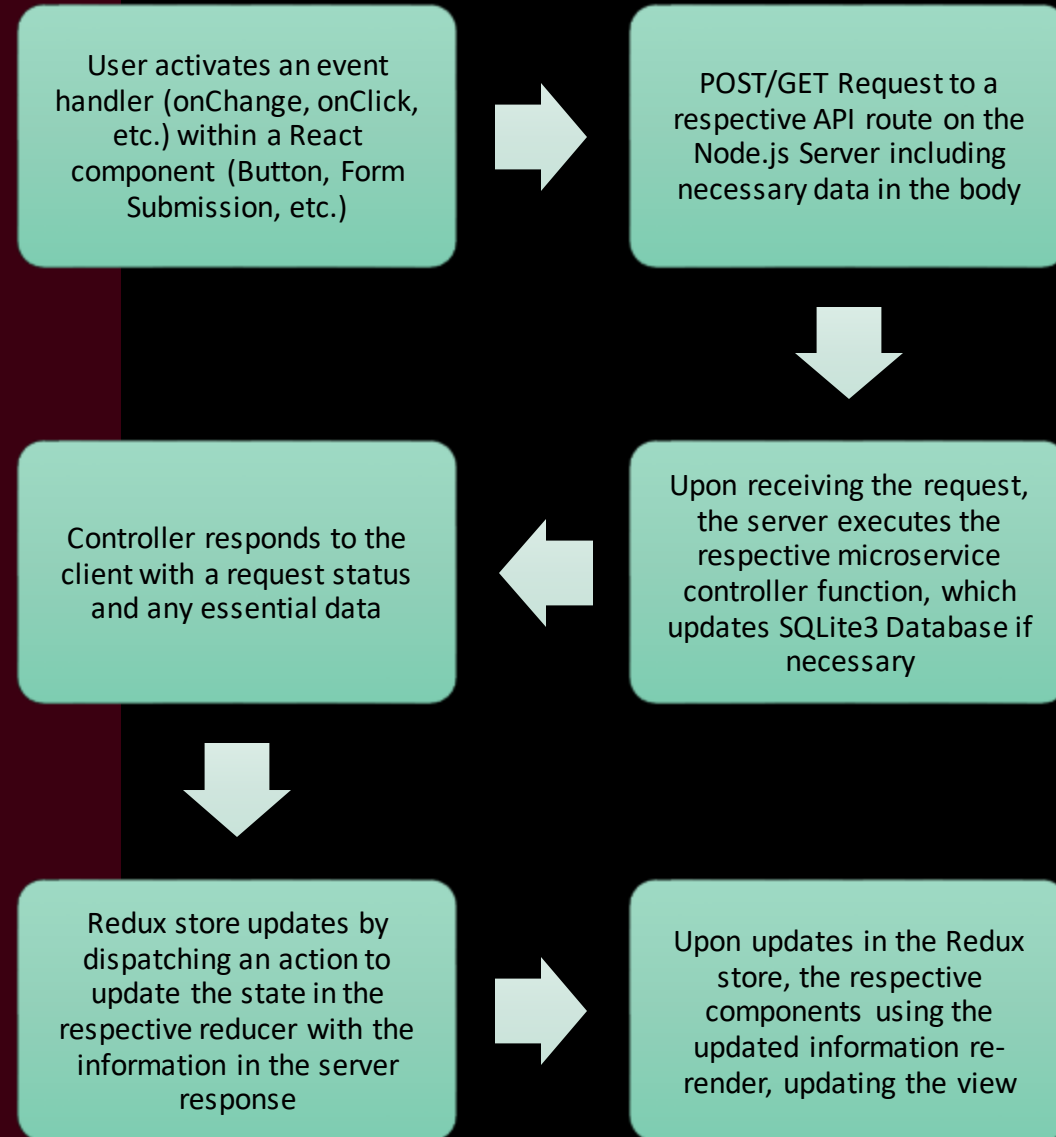 User activates an event
handler (onChange, onClick,
etc.) within a React
component (Button, Form
Submission, etc.)
POST/GET Request to a
respective API route on the
Node.js Server including
necessary data in the body
Upon receiving the request,
the server executes the
respective microservice
controller function, which
updates SQLite3 Database if
necessary
Controller responds to the
client with a request status
and any essential data
Redux store updates by
dispatching an action to
update the state in the
respective reducer with the
information in the server
response
Upon updates in the Redux
store, the respective
components using the
updated information re-
render, updating the view